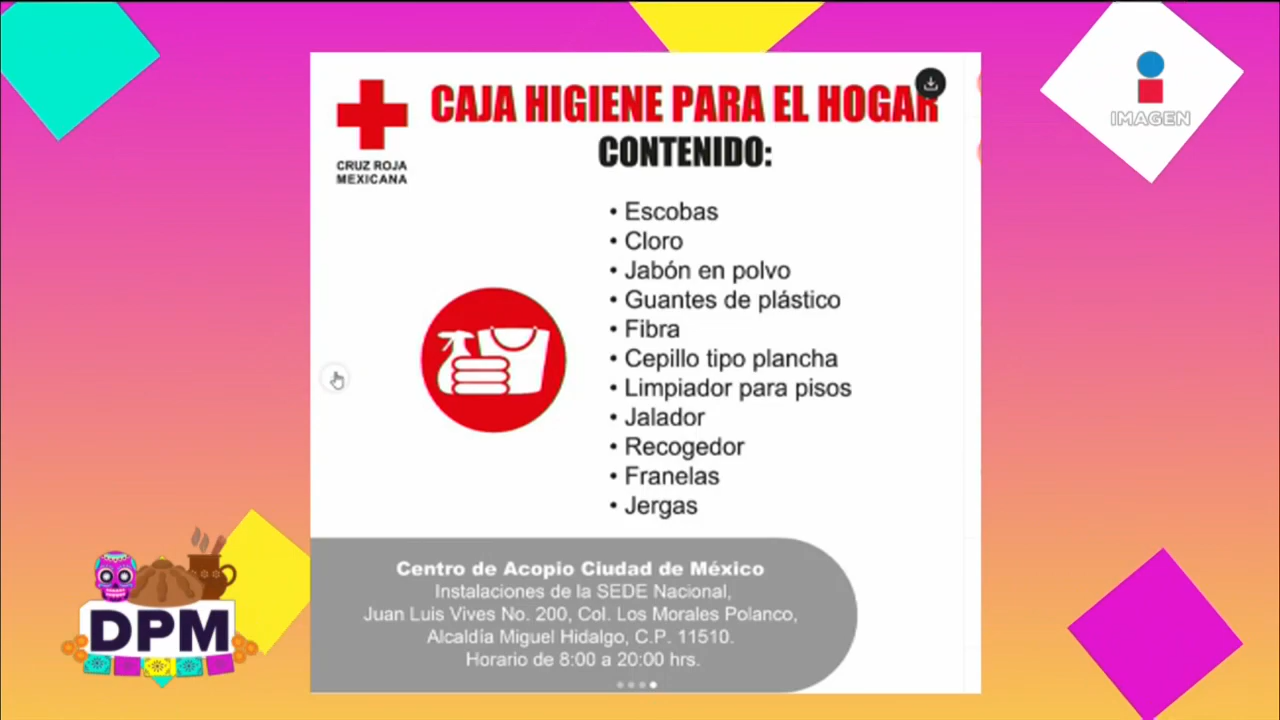 CAJA HIGIENE PARA EL HOGAR
CONTENIDO:
CRUZ ROJA
MEXICANA
IMAGEN
• Escobas
• Cloro
• Jabón en polvo
• Guantes de plástico
• Fibra
• Cepillo tipo plancha
• Limpiador para pisos
• Jalador
• Recogedor
• Franelas
• Jergas
Centro de Acopio Ciudad de México
Instalaciones de la SEDE Nacional,
Juan Luis Vives No. 200, Col. Los Morales Polanco,
Alcaldía Miguel Hidalgo, C.P. 11510.
Horario de 8:00 a 20:00 hrs.
DPM